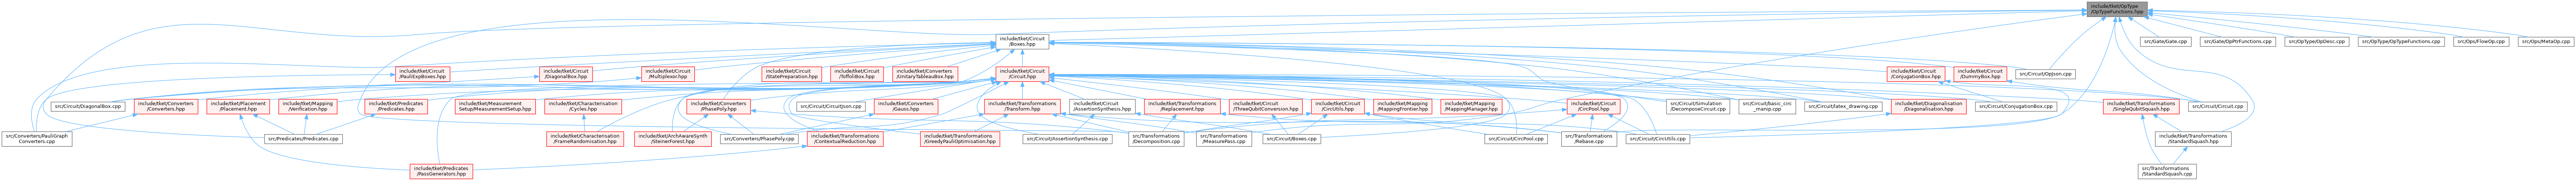 include/tket/OpType
/OpTypeFunctions.hpp
include/tket/Circuit
/Boxes.hpp
src/Gate/Gate.cpp
src/Gate/OpPtrFunctions.cpp
src/OpType/OpDesc.cpp
src/OpType/OpTypeFunctions.cpp
src/Ops/FlowOp.cpp
src/Ops/MetaOp.cpp
include/tket/Circuit
/PauliExpBoxes.hpp
include/tket/Circuit
/DiagonalBox.hpp
include/tket/Circuit
/Multiplexor.hpp
include/tket/Circuit
/StatePreparation.hpp
include/tket/Circuit
/ToffoliBox.hpp
include/tket/Converters
/UnitaryTableauBox.hpp
include/tket/Circuit
/Circuit.hpp
include/tket/Circuit
/ConjugationBox.hpp
include/tket/Circuit
/DummyBox.hpp
src/Circuit/OpJson.cpp
src/Circuit/DiagonalBox.cpp
include/tket/Converters
/Converters.hpp
include/tket/Placement
/Placement.hpp
include/tket/Mapping
/Verification.hpp
include/tket/Predicates
/Predicates.hpp
include/tket/Measurement
Setup/MeasurementSetup.hpp
include/tket/Characterisation
/Cycles.hpp
include/tket/Converters
/PhasePoly.hpp
src/Circuit/CircuitJson.cpp
include/tket/Converters
/Gauss.hpp
include/tket/Transformations
/Transform.hpp
include/tket/Circuit
/AssertionSynthesis.hpp
include/tket/Transformations
/Replacement.hpp
include/tket/Circuit
/ThreeQubitConversion.hpp
include/tket/Circuit
/CircUtils.hpp
include/tket/Mapping
/MappingFrontier.hpp
include/tket/Mapping
/MappingManager.hpp
include/tket/Circuit
/CircPool.hpp
src/Circuit/Simulation
/DecomposeCircuit.cpp
src/Circuit/basic_circ
_manip.cpp
src/Circuit/latex_drawing.cpp
include/tket/Diagonalisation
/Diagonalisation.hpp
src/Circuit/ConjugationBox.cpp
include/tket/Transformations
/SingleQubitSquash.hpp
src/Circuit/Circuit.cpp
src/Converters/PauliGraph
Converters.cpp
src/Predicates/Predicates.cpp
include/tket/Characterisation
/FrameRandomisation.hpp
include/tket/ArchAwareSynth
/SteinerForest.hpp
src/Converters/PhasePoly.cpp
include/tket/Transformations
/ContextualReduction.hpp
include/tket/Transformations
/GreedyPauliOptimisation.hpp
src/Circuit/AssertionSynthesis.cpp
src/Transformations
/Decomposition.cpp
src/Transformations
/MeasurePass.cpp
src/Circuit/Boxes.cpp
src/Circuit/CircPool.cpp
src/Transformations
/Rebase.cpp
src/Circuit/CircUtils.cpp
include/tket/Transformations
/StandardSquash.hpp
include/tket/Predicates
/PassGenerators.hpp
src/Transformations
/StandardSquash.cpp